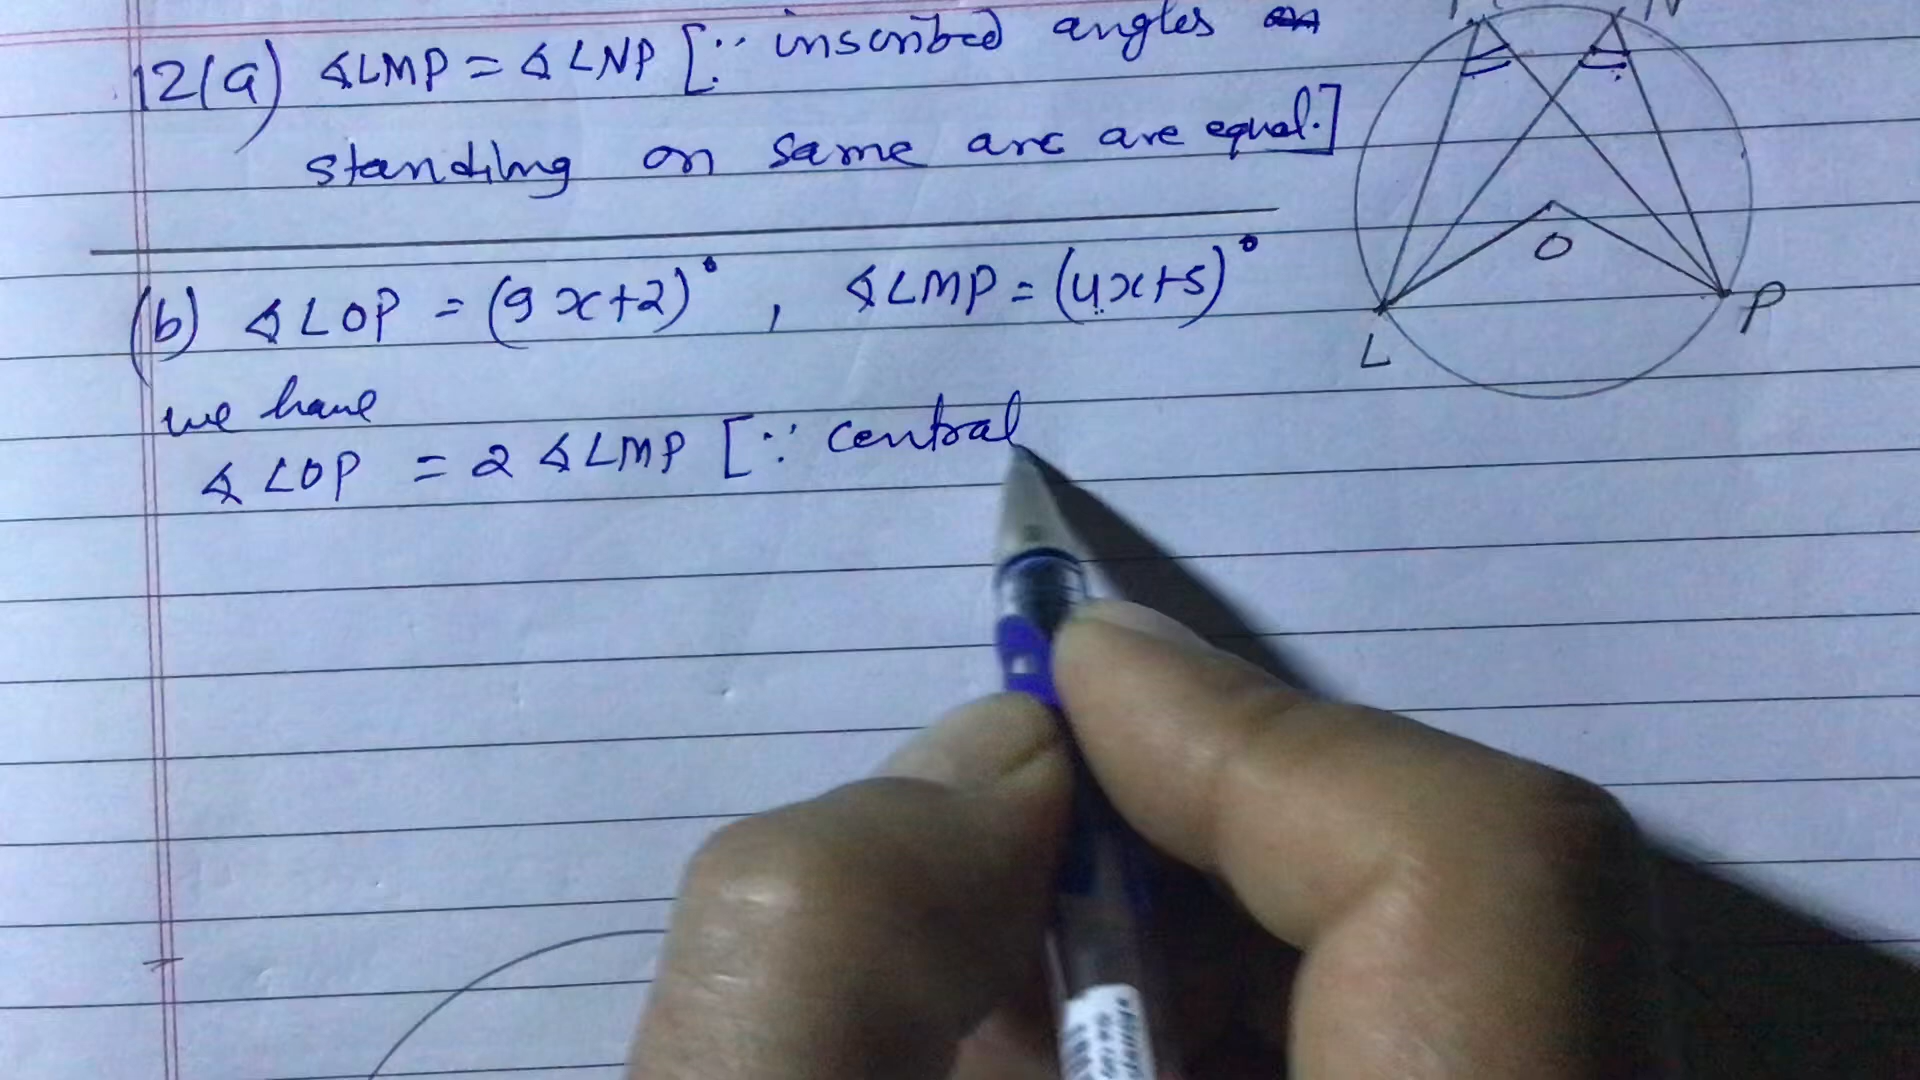 12(a) ∡LMP = ∡LNP [∵ inscribed angles
standing on same arc are equal.]
(b) ∡LOP = (9x+2)°, ∡LMP = (4x+5)°
we have
∡LOP = 2∡LMP [∵ central
N
O
L
P